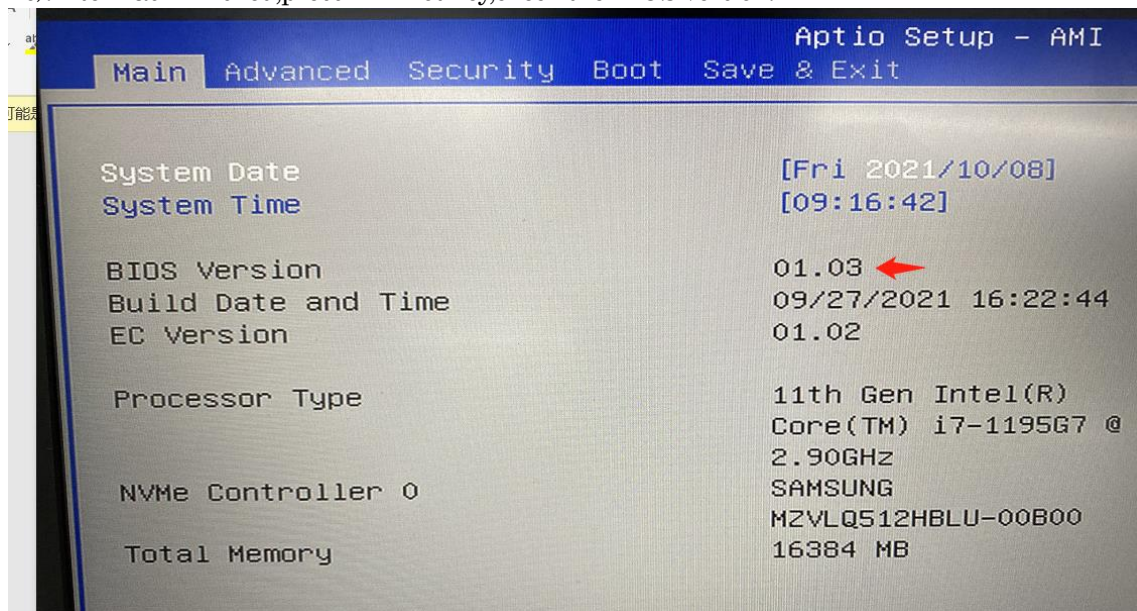 Aptio Setup - AMI
Main Advanced Security Boot Save & Exit
可能是
System Date [Fri 2021/10/08]
System Time [09:16:42]
BIOS Version 01.03
Build Date and Time 09/27/2021 16:22:44
EC Version 01.02
Processor Type 11th Gen Intel(R)
Core(TM) i7-1195G7 @
2.90GHz
NVMe Controller 0 SAMSUNG
MZVLQ512HBLU-00B00
Total Memory 16384 MB